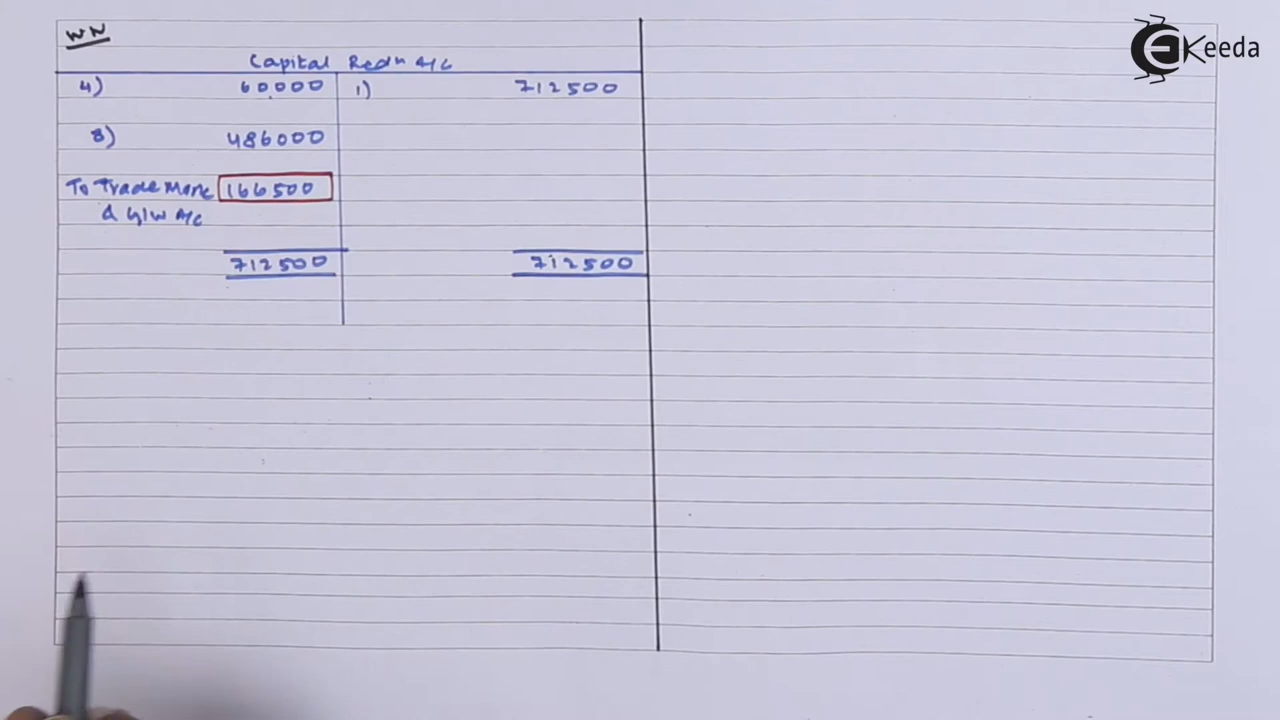 WN
Keeda
Capital Redn A/c
4) 60000 1) 712500
8) 486000
To Trade Mark 166500
& G/W A/c
712500 712500